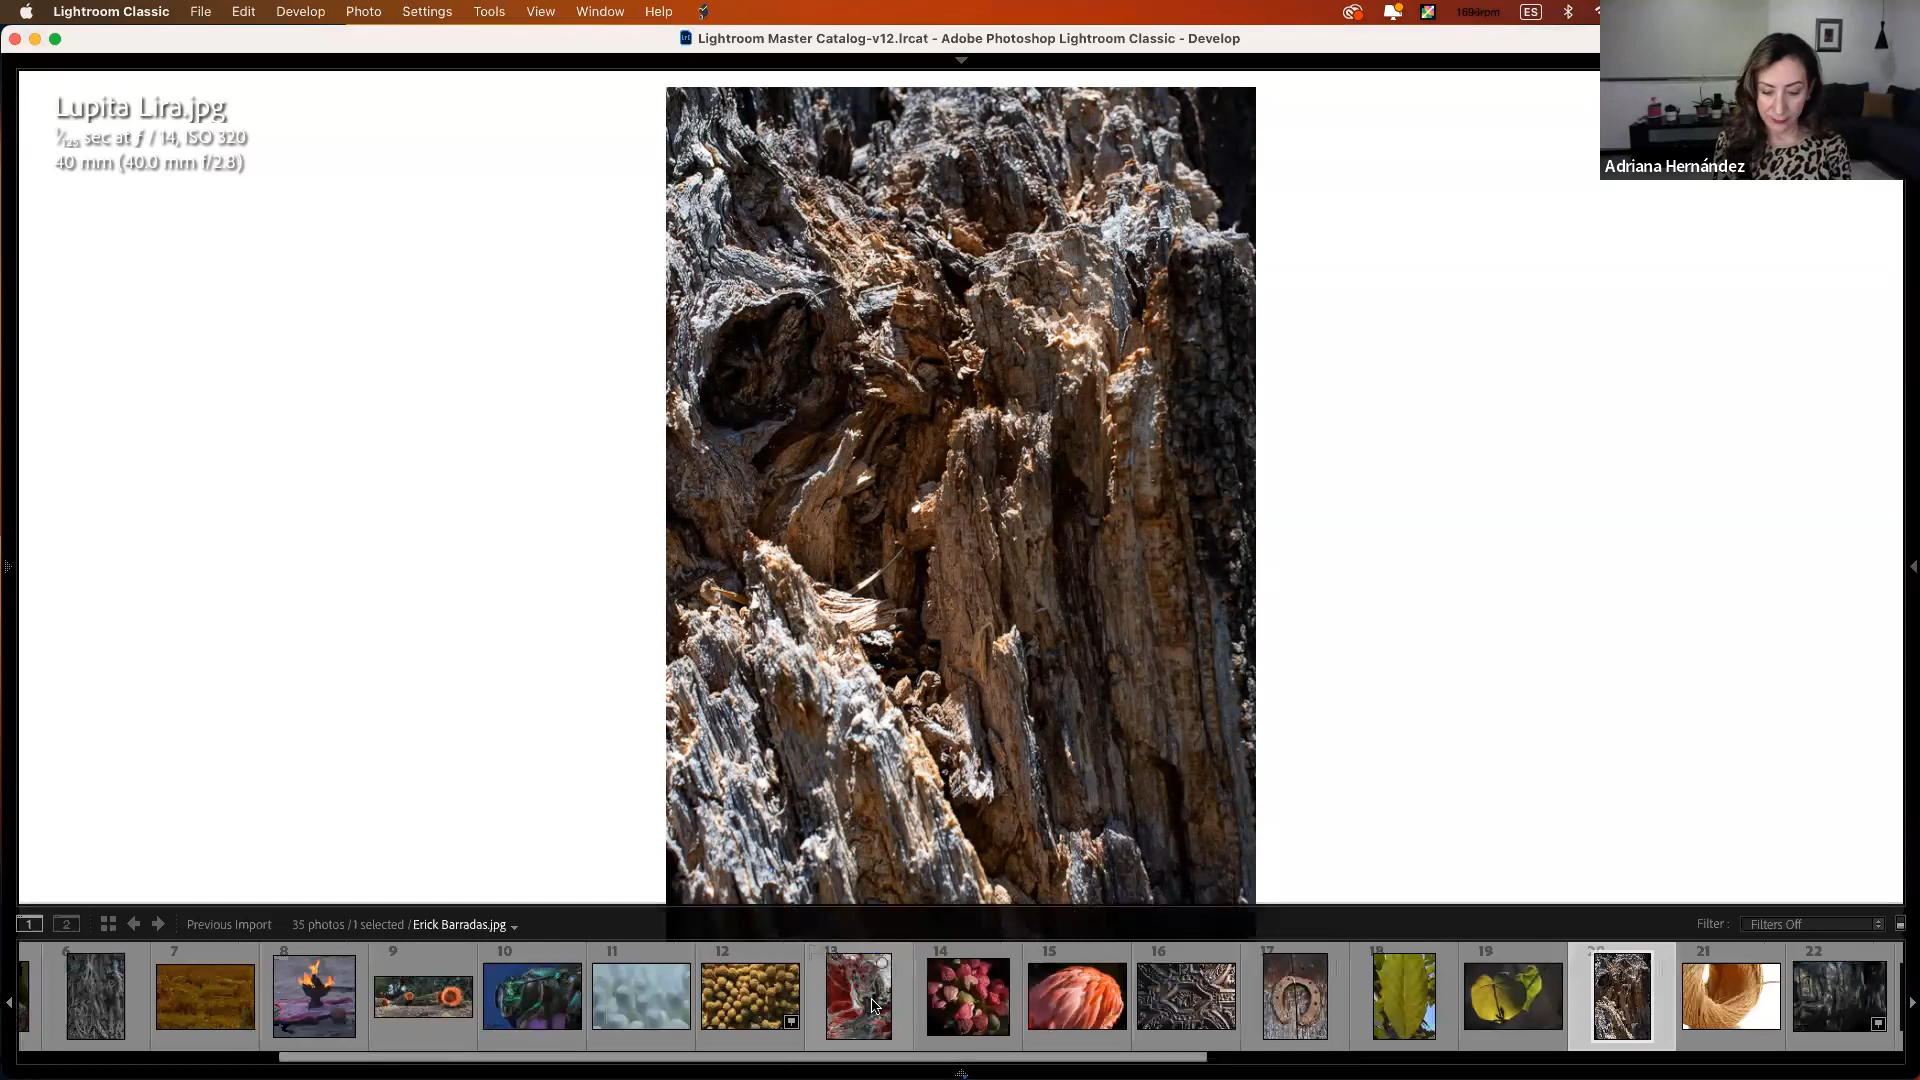 Lightroom Classic File Edit Develop Photo Settings Tools View Window Help ES
Lightroom Master Catalog-v12.lrcat - Adobe Photoshop Lightroom Classic - Develop
Lupita Lira.jpg
1/125 sec at ƒ / 14, ISO 320
40 mm (40.0 mm f/2.8)
Adriana Hernández
1 2 Previous Import 35 photos / 1 selected / Erick Barradas.jpg Filter : Filters Off
6 7 8 9 10 11 12 13 14 15 16 17 18 19 20 21 22